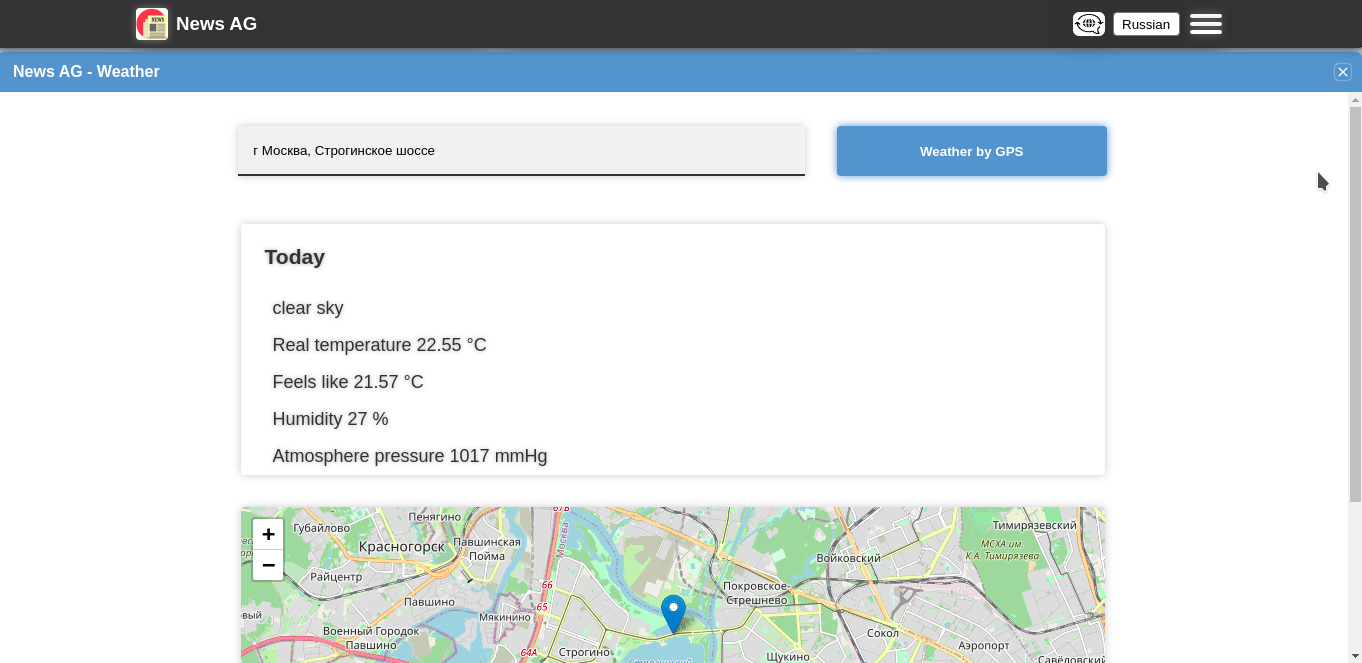 News AG
Russian
News AG - Weather
г Москва, Строгинское шоссе
Weather by GPS
Today
clear sky
Real temperature 22.55 °C
Feels like 21.57 °C
Humidity 27 %
Atmosphere pressure 1017 mmHg
+
−
Губайлово
Пенягино
67В
Москва
Тимирязевский
Красногорск
Павшинская
Пойма
МСХА им.
К.А. Тимирязева
Войковский
Райцентр
66
Покровское-
Стрешнево
Павшино
65
Мякинино
Военный Городок
Павшино
Сокол
Аэропорт
64А
Строгино
Щукино
Савёловский